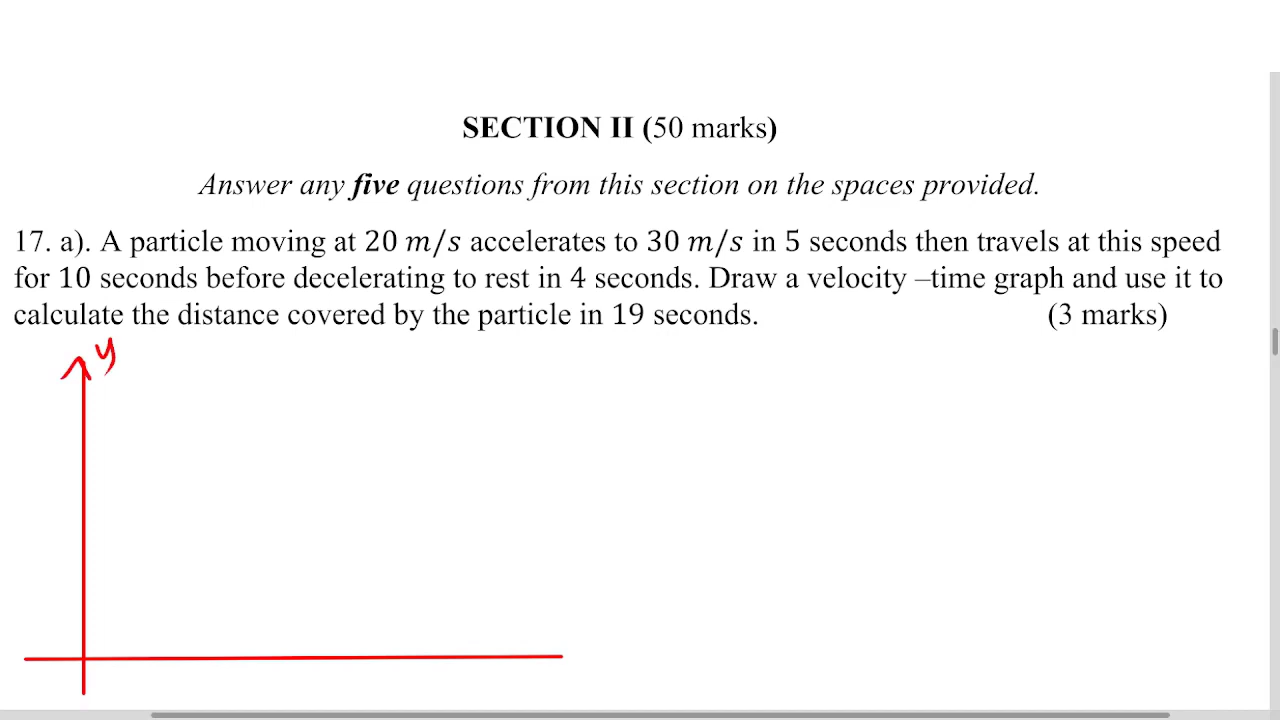 SECTION II (50 marks)
Answer any five questions from this section on the spaces provided.
17. a). A particle moving at 20 m/s accelerates to 30 m/s in 5 seconds then travels at this speed
for 10 seconds before decelerating to rest in 4 seconds. Draw a velocity –time graph and use it to
calculate the distance covered by the particle in 19 seconds. (3 marks)
y